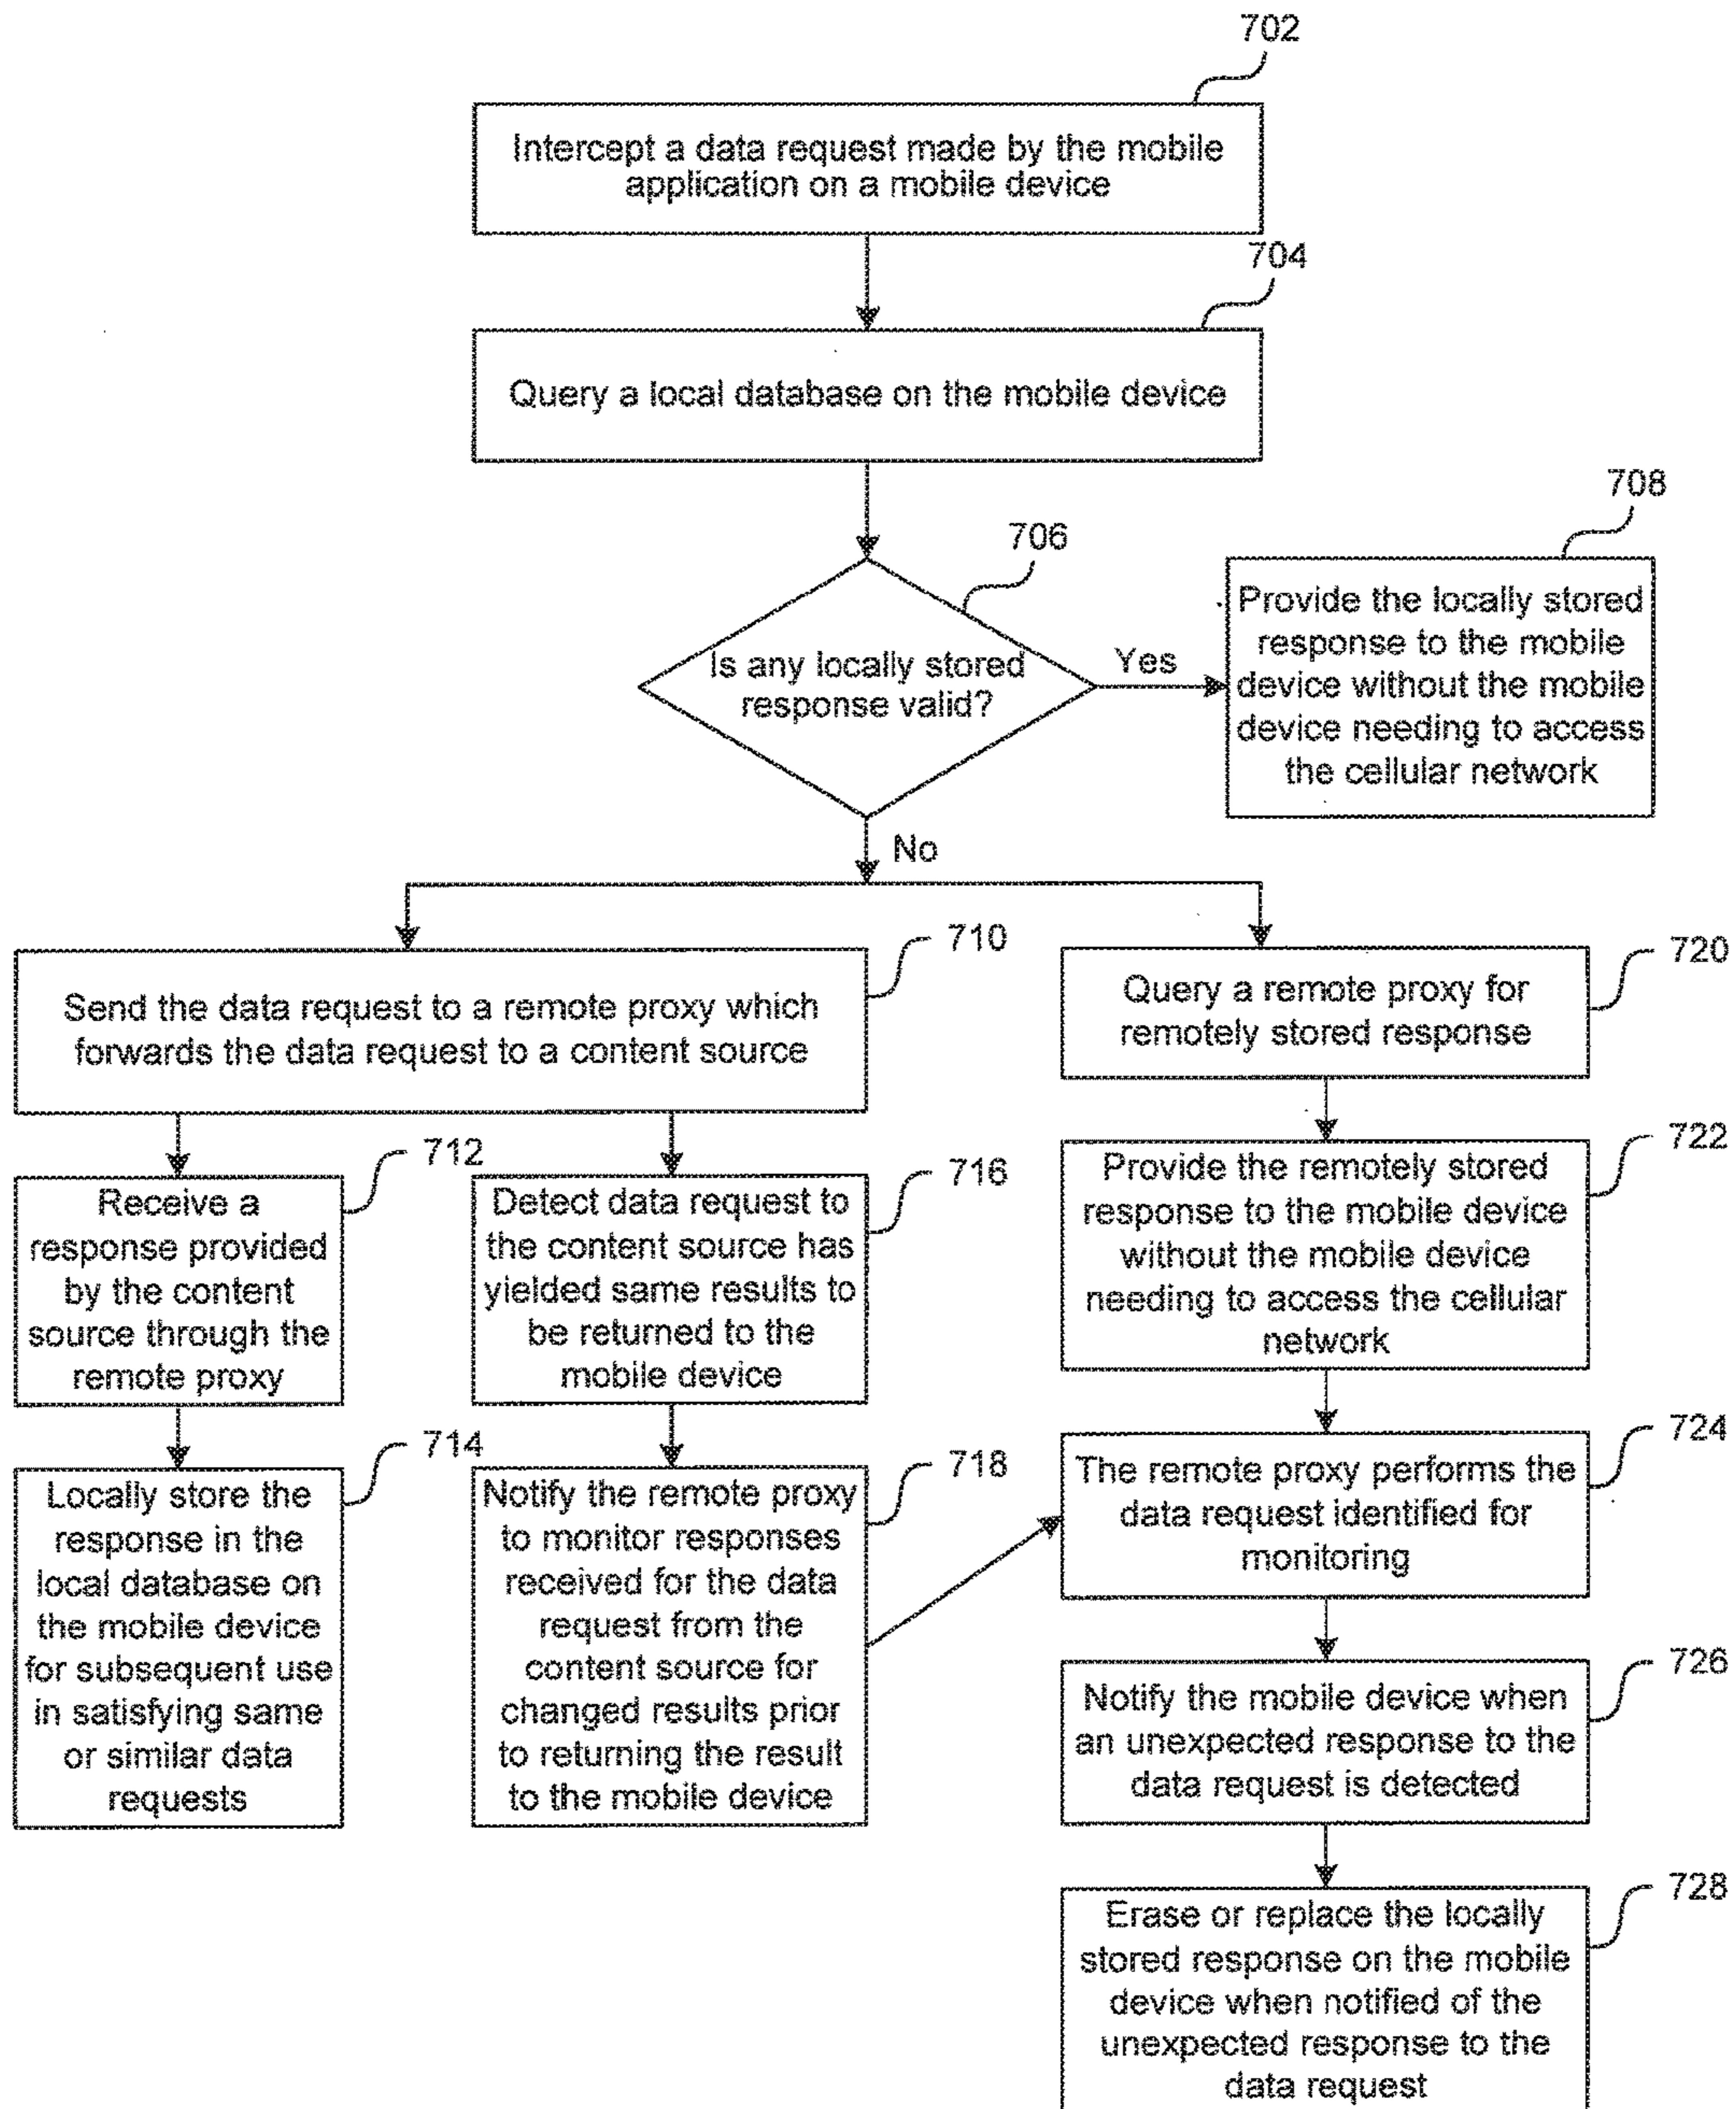 702
Intercept a data request made by the mobile
application on a mobile device
704
Query a local database on the mobile device
706
Is any locally stored
response valid?
Yes
708
Provide the locally stored
response to the mobile
device without the mobile
device needing to access
the cellular network
No
710
Send the data request to a remote proxy which
forwards the data request to a content source
712
Receive a
response provided
by the content
source through the
remote proxy
714
Locally store the
response in the
local database on
the mobile device
for subsequent use
in satisfying same
or similar data
requests
716
Detect data request to
the content source has
yielded same results to
be returned to the
mobile device
718
Notify the remote proxy
to monitor responses
received for the data
request from the
content source for
changed results prior
to returning the result
to the mobile device
720
Query a remote proxy for
remotely stored response
722
Provide the remotely stored
response to the mobile device
without the mobile device
needing to access the cellular
network
724
The remote proxy performs the
data request identified for
monitoring
726
Notify the mobile device when
an unexpected response to the
data request is detected
728
Erase or replace the locally
stored response on the mobile
device when notified of the
unexpected response to the
data request